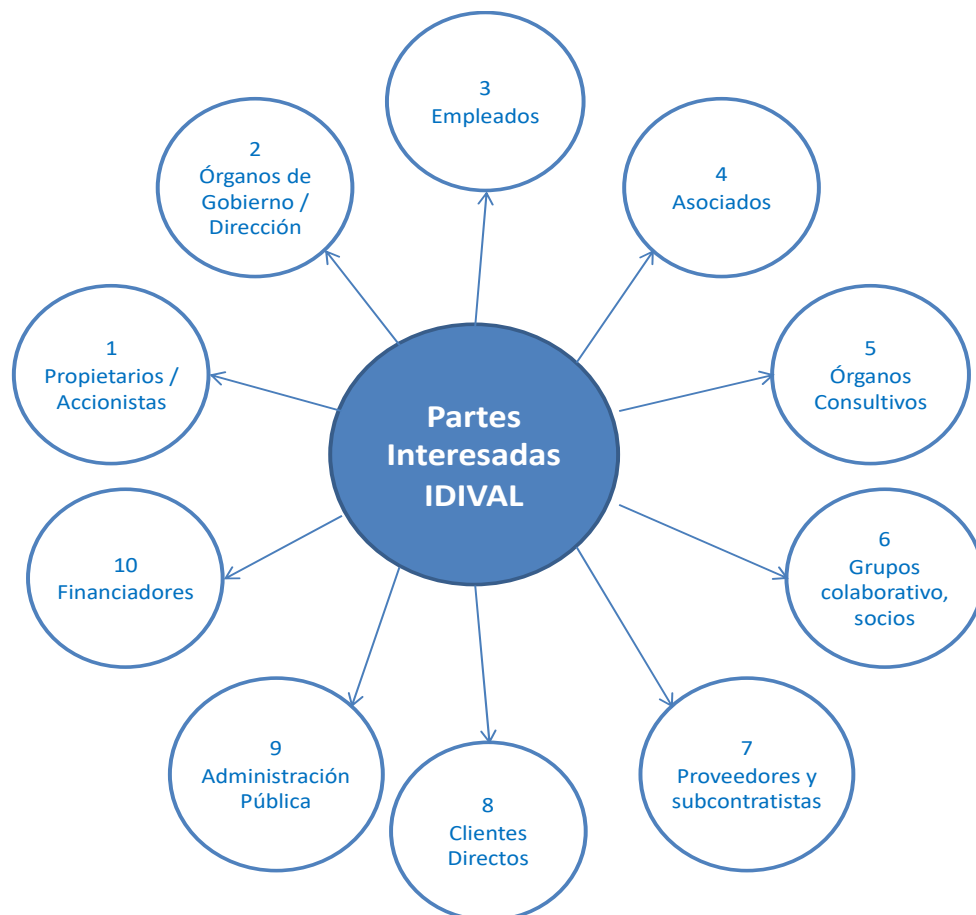 3
Empleados
2
Órganos de
Gobierno /
Dirección
4
Asociados
1
Propietarios /
Accionistas
5
Órganos
Consultivos
Partes
Interesadas
IDIVAL
10
Financiadores
6
Grupos
colaborativo,
socios
9
Administración
Pública
7
Proveedores y
subcontratistas
8
Clientes
Directos